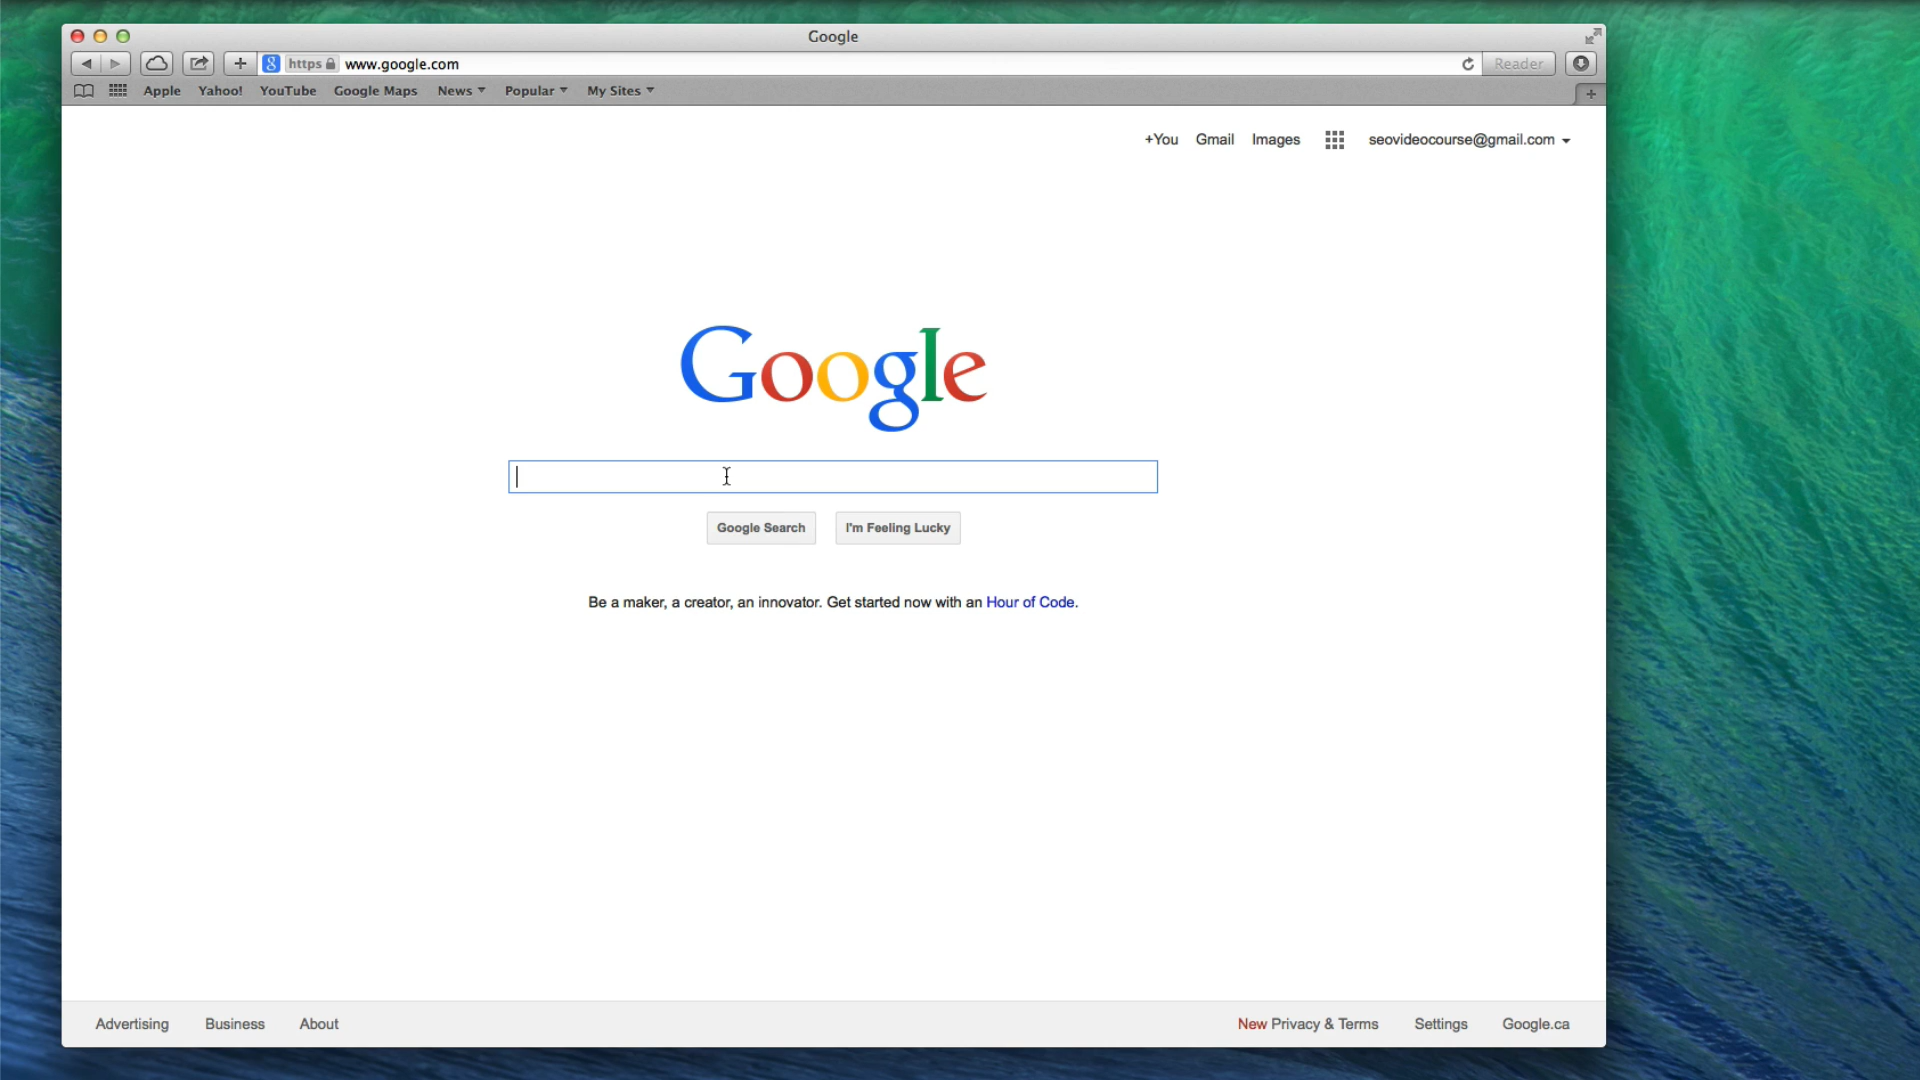 Google
https www.google.com
Reader
Apple Yahoo! YouTube Google Maps News Popular My Sites
+You Gmail Images seovideocourse@gmail.com
Google
Google Search I'm Feeling Lucky
Be a maker, a creator, an innovator. Get started now with an Hour of Code.
Advertising Business About New Privacy & Terms Settings Google.ca